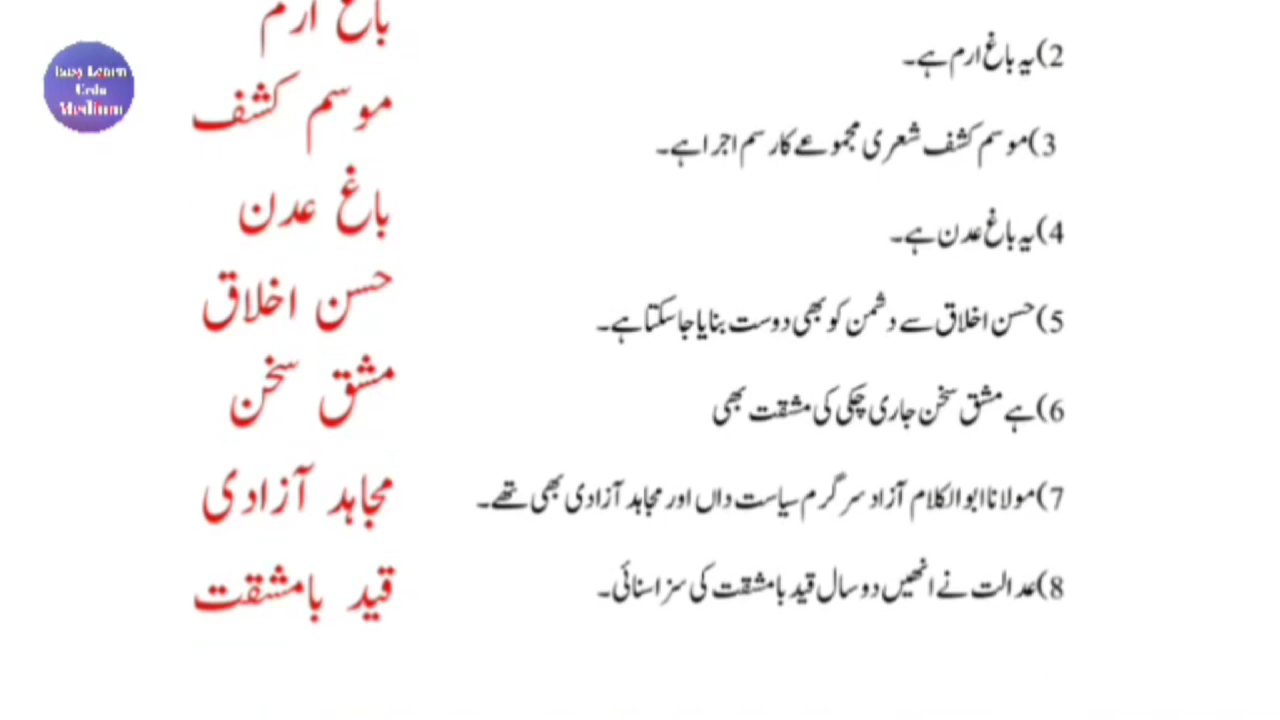 2) یہ باغ ارم ہے۔
باغ ارم
3) موسم کشف شعری مجموعے کا رسم اجرا ہے۔
موسم کشف
4) یہ باغ عدن ہے۔
باغ عدن
5) حسن اخلاق سے دشمن کو بھی دوست بنایا جا سکتا ہے۔
حسن اخلاق
6) ہے مشق سخن جاری چکی کی مشقت بھی
مشق سخن
7) مولانا ابوالکلام آزاد سرگرم سیاست داں اور مجاہد آزادی بھی تھے۔
مجاہد آزادی
8) عدالت نے انھیں دو سال قید بامشقت کی سزا سنائی۔
قید بامشقت
Easy Learn
Urdu
Medium